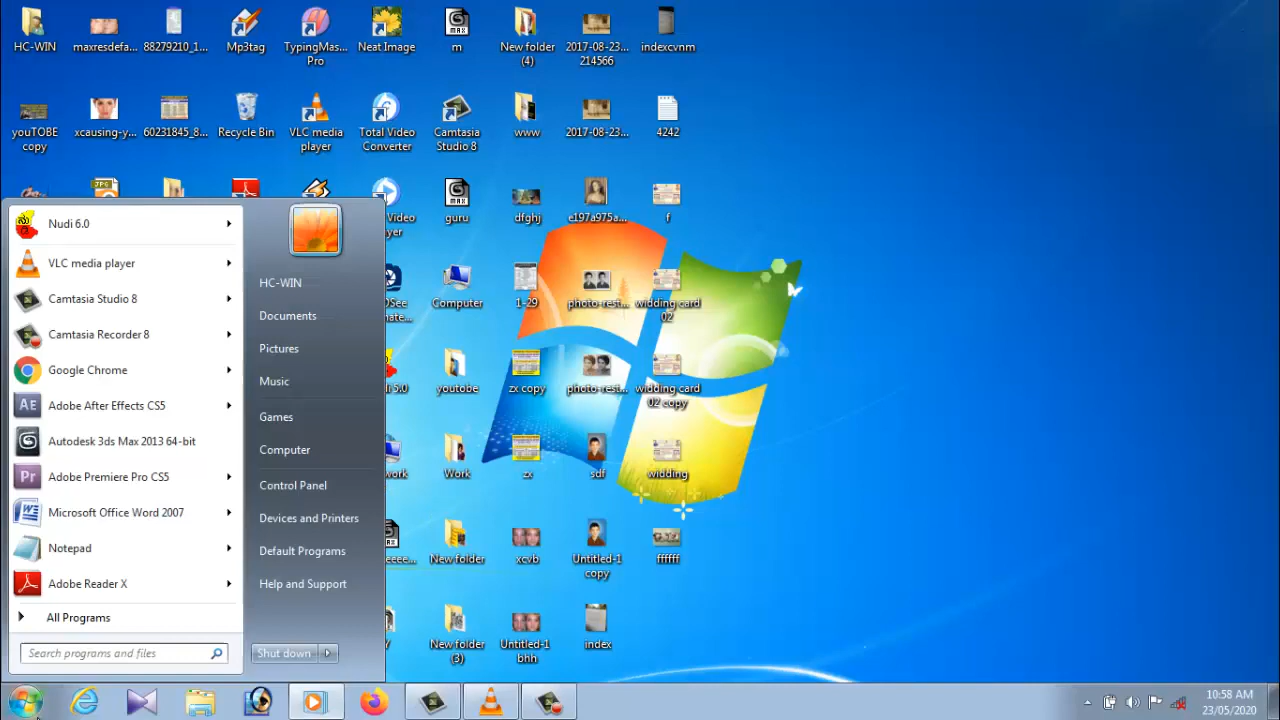 HC-WIN
maxresdefa...
88279210_1...
Mp3tag
TypingMas...
Pro
Neat Image
m
New folder
(4)
2017-08-23...
214566
indexcvnm
youTOBE
copy
xcausing-y...
60231845_8...
Recycle Bin
VLC media
player
Total Video
Converter
Camtasia
Studio 8
www
2017-08-23...
4242
guru
dfghj
e197a975a...
f
Computer
1-29
photo-rest...
widding card
02
youtobe
zx copy
photo-rest...
widding card
02 copy
Work
zx
sdf
widding
New folder
xcvb
Untitled-1
copy
ffffff
New folder
(3)
Untitled-1
bhh
index
Nudi 6.0
VLC media player
Camtasia Studio 8
Camtasia Recorder 8
Google Chrome
Adobe After Effects CS5
Autodesk 3ds Max 2013 64-bit
Adobe Premiere Pro CS5
Microsoft Office Word 2007
Notepad
Adobe Reader X
All Programs
Search programs and files
HC-WIN
Documents
Pictures
Music
Games
Computer
Control Panel
Devices and Printers
Default Programs
Help and Support
Shut down
10:58 AM
23/05/2020